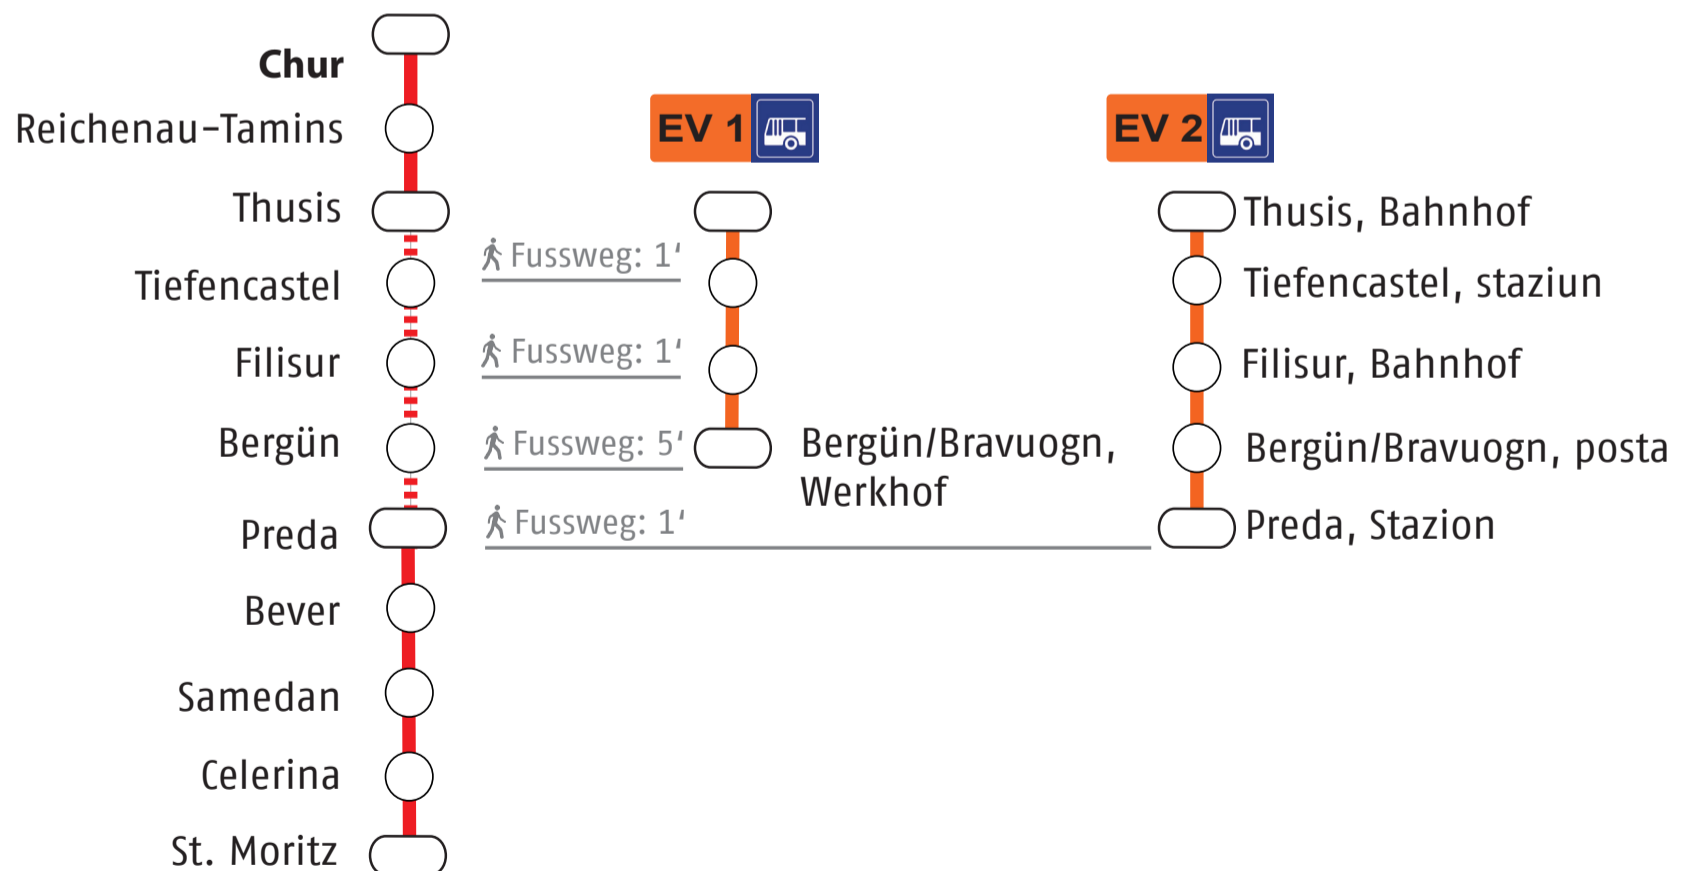 Chur
Reichenau-Tamins
EV 1
EV 2
Thusis
Thusis, Bahnhof
Fussweg: 1'
Tiefencastel
Tiefencastel, staziun
Fussweg: 1'
Filisur
Filisur, Bahnhof
Bergün
Fussweg: 5'
Bergün/Bravuogn,
Werkhof
Bergün/Bravuogn, posta
Preda
Fussweg: 1'
Preda, Stazion
Bever
Samedan
Celerina
St. Moritz